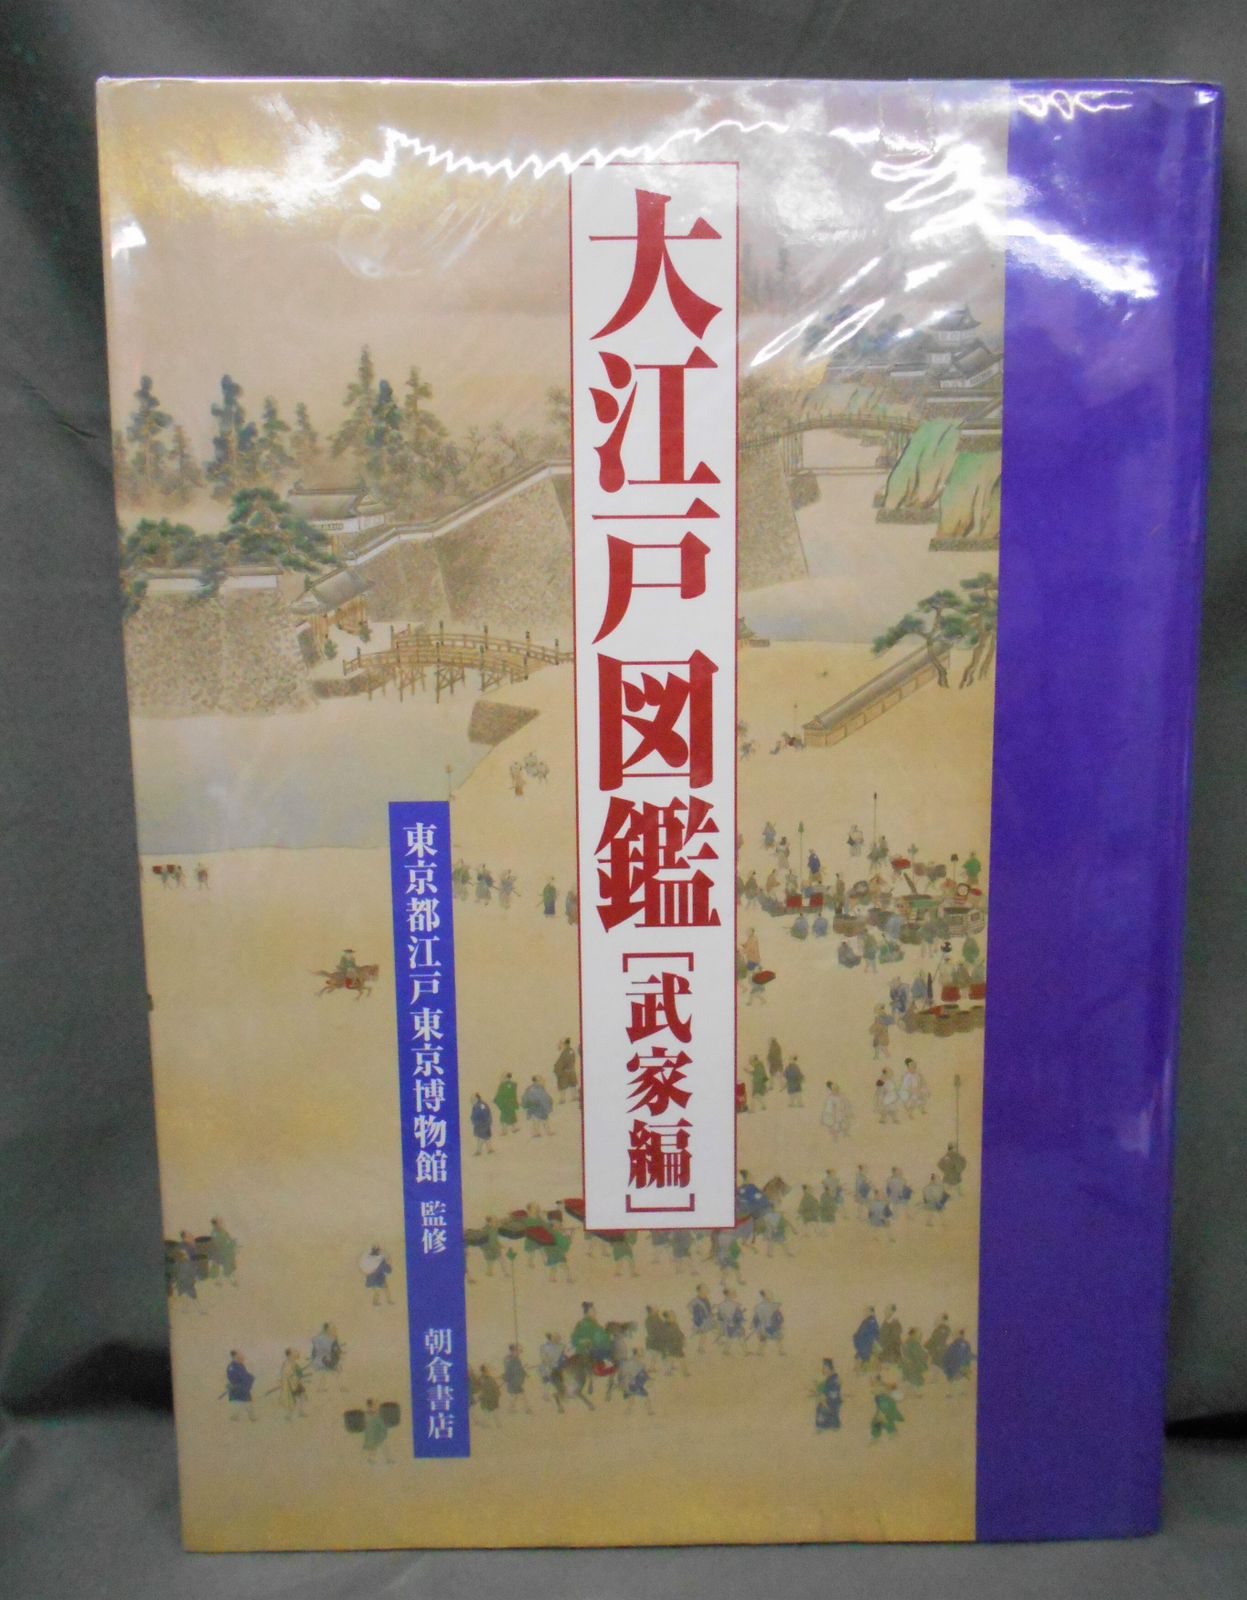 大江戸図鑑[武家編]
東京都江戸東京博物館 監修 朝倉書店